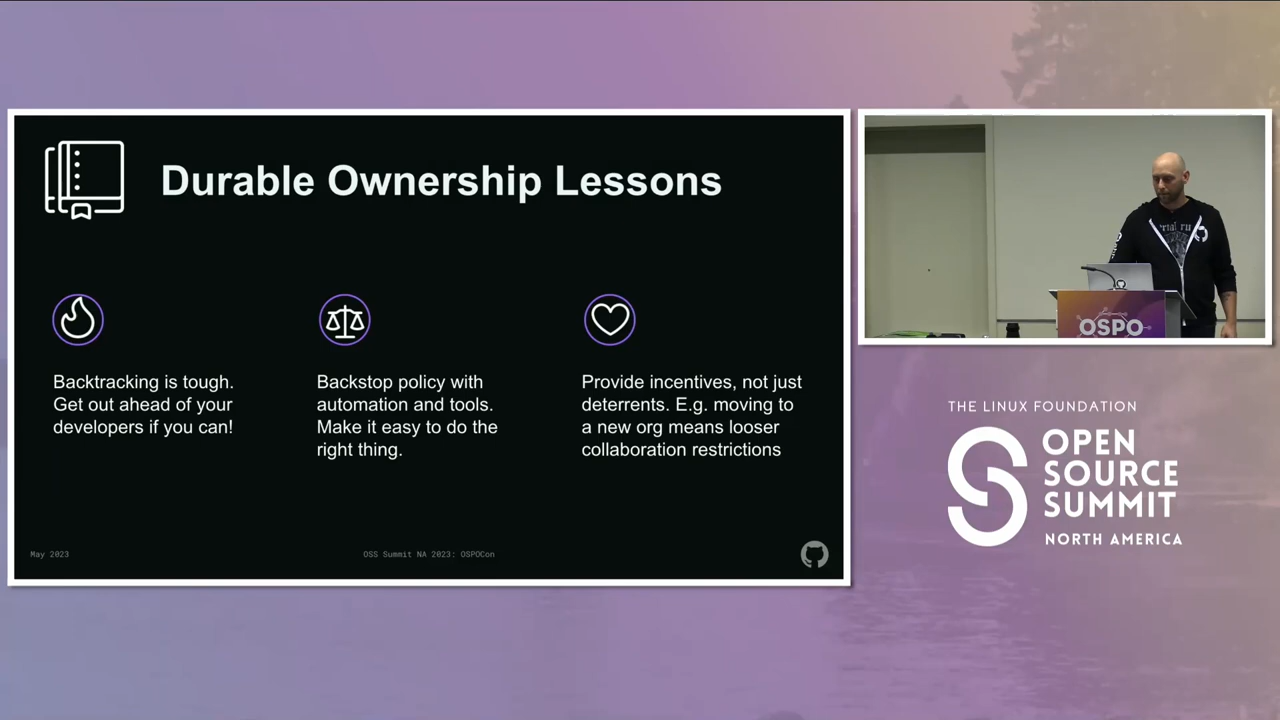 Durable Ownership Lessons
Backtracking is tough.
Get out ahead of your
developers if you can!
Backstop policy with
automation and tools.
Make it easy to do the
right thing.
Provide incentives, not just
deterrents. E.g. moving to
a new org means looser
collaboration restrictions
May 2023
OSS Summit NA 2023: OSPOCon
OSPO
THE LINUX FOUNDATION
OPEN
SOURCE
SUMMIT
NORTH AMERICA